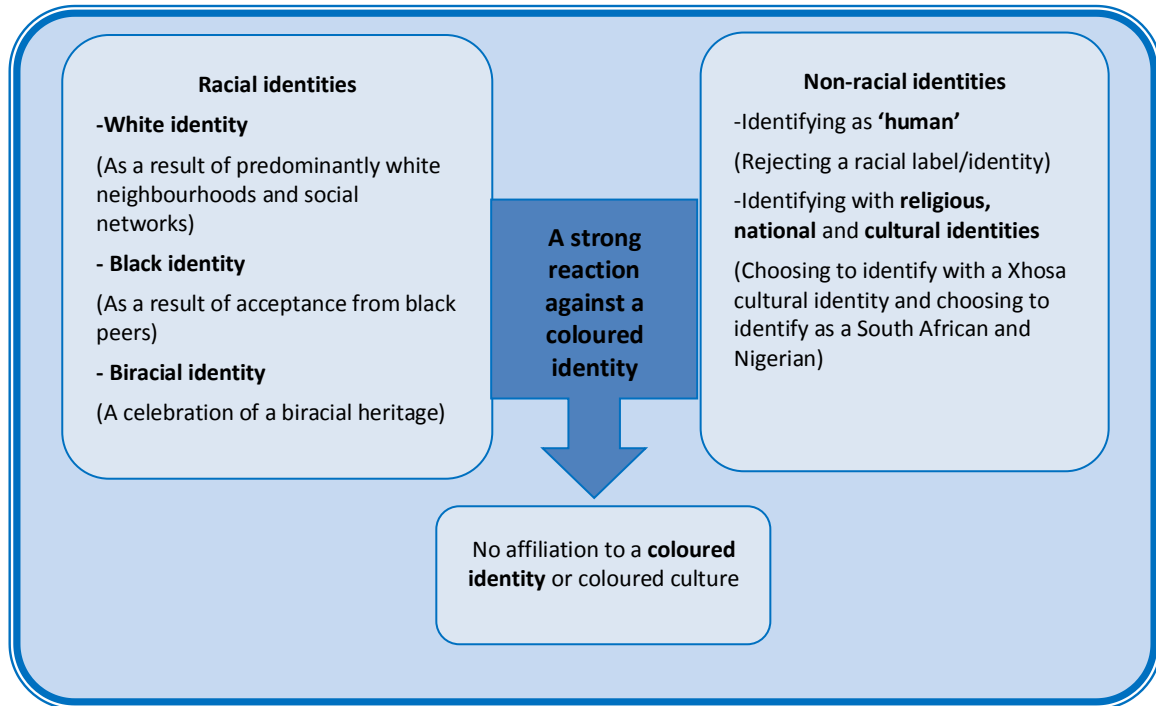 Racial identities
-White identity
(As a result of predominantly white
neighbourhoods and social
networks)
- Black identity
(As a result of acceptance from black
peers)
- Biracial identity
(A celebration of a biracial heritage)
A strong
reaction
against a
coloured
identity
Non-racial identities
-Identifying as ‘human’
(Rejecting a racial label/identity)
-Identifying with religious,
national and cultural identities
(Choosing to identify with a Xhosa
cultural identity and choosing to
identify as a South African and
Nigerian)
No affiliation to a coloured
identity or coloured culture